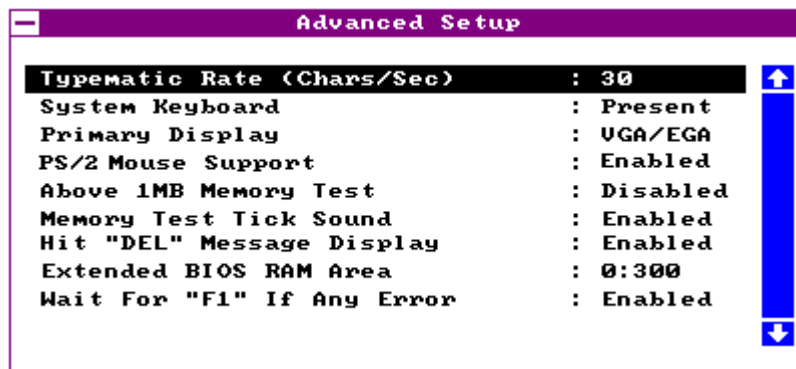 Advanced Setup
Typematic Rate (Chars/Sec) : 30
System Keyboard : Present
Primary Display : VGA/EGA
PS/2 Mouse Support : Enabled
Above 1MB Memory Test : Disabled
Memory Test Tick Sound : Enabled
Hit "DEL" Message Display : Enabled
Extended BIOS RAM Area : 0:300
Wait For "F1" If Any Error : Enabled